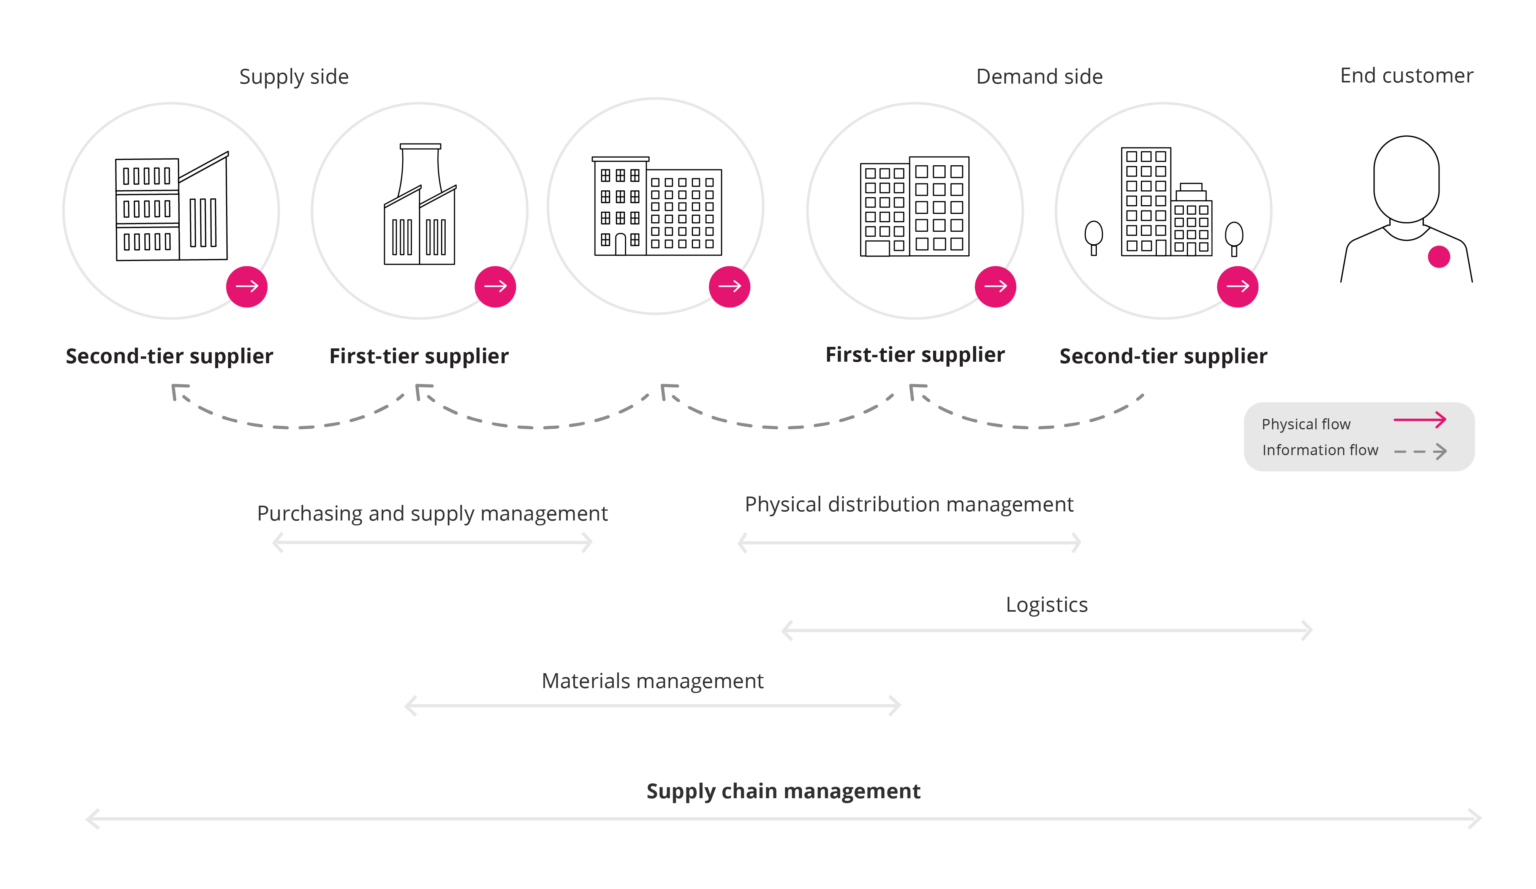 Supply side
Demand side
End customer
Second-tier supplier
First-tier supplier
First-tier supplier
Second-tier supplier
Physical flow
Information flow
Purchasing and supply management
Physical distribution management
Logistics
Materials management
Supply chain management